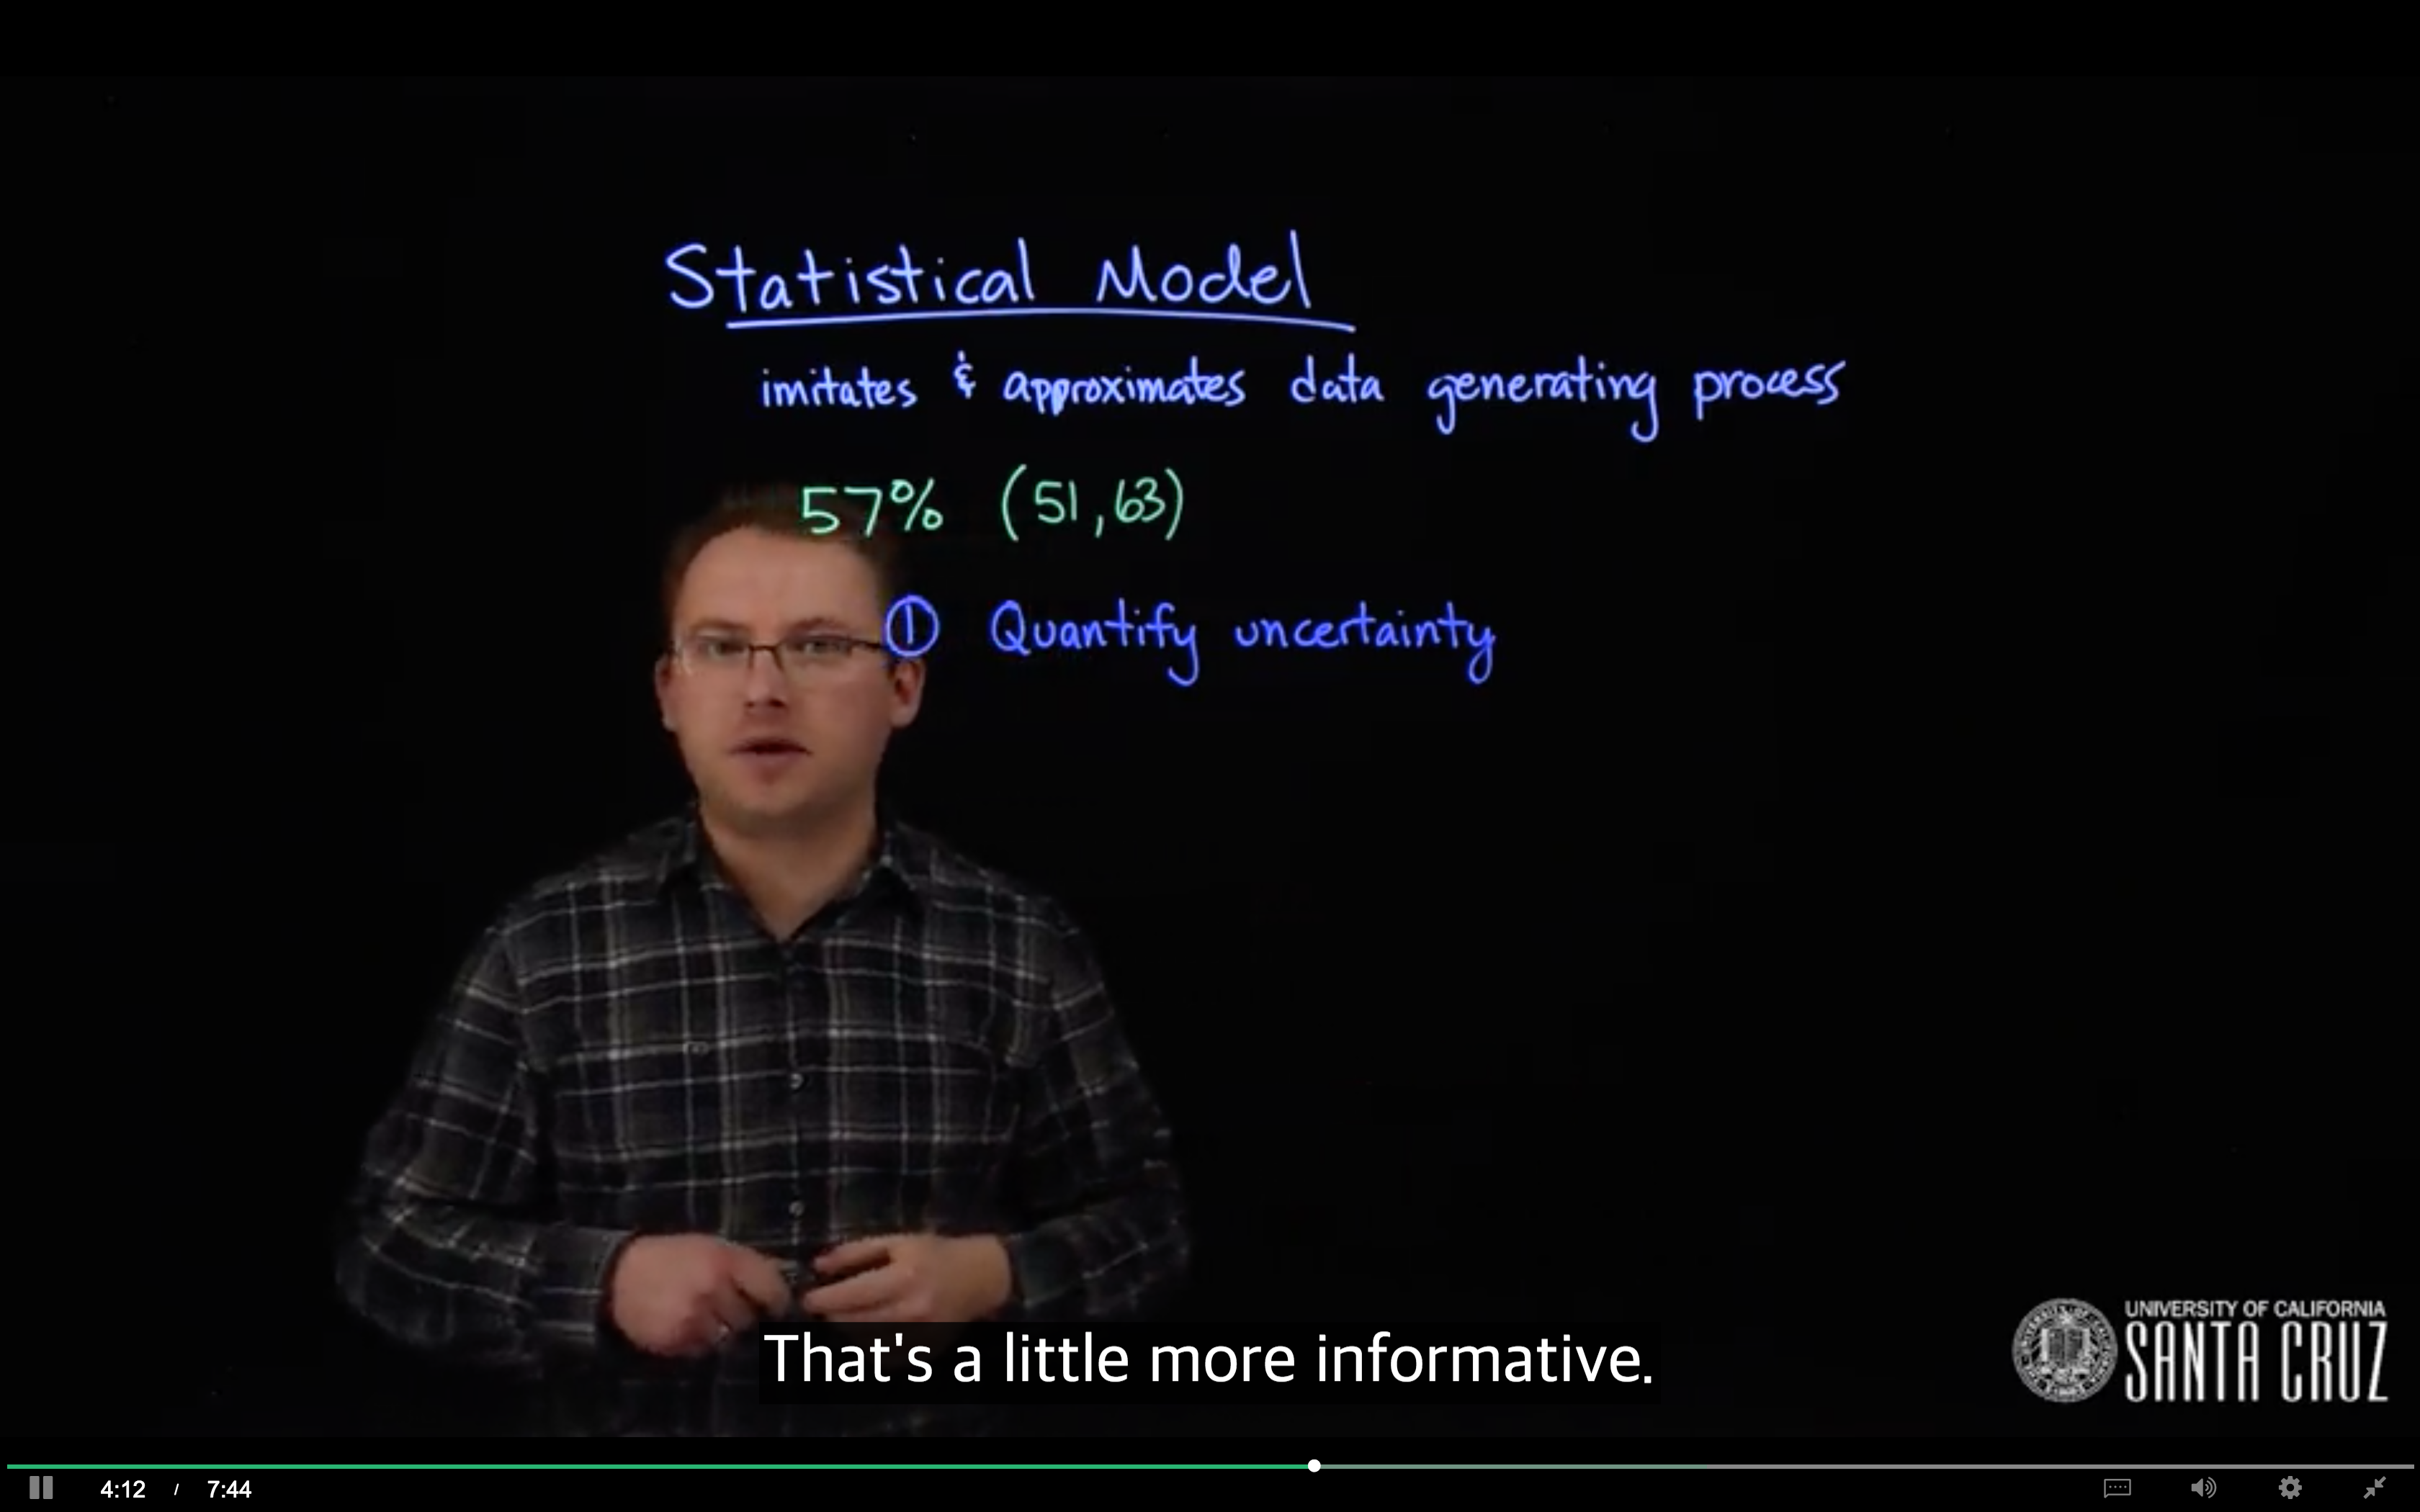 Statistical Model
imitates & approximates data generating process
57% (51, 63)
① Quantify uncertainty
That's a little more informative.
UNIVERSITY OF CALIFORNIA
SANTA CRUZ
4:12 / 7:44